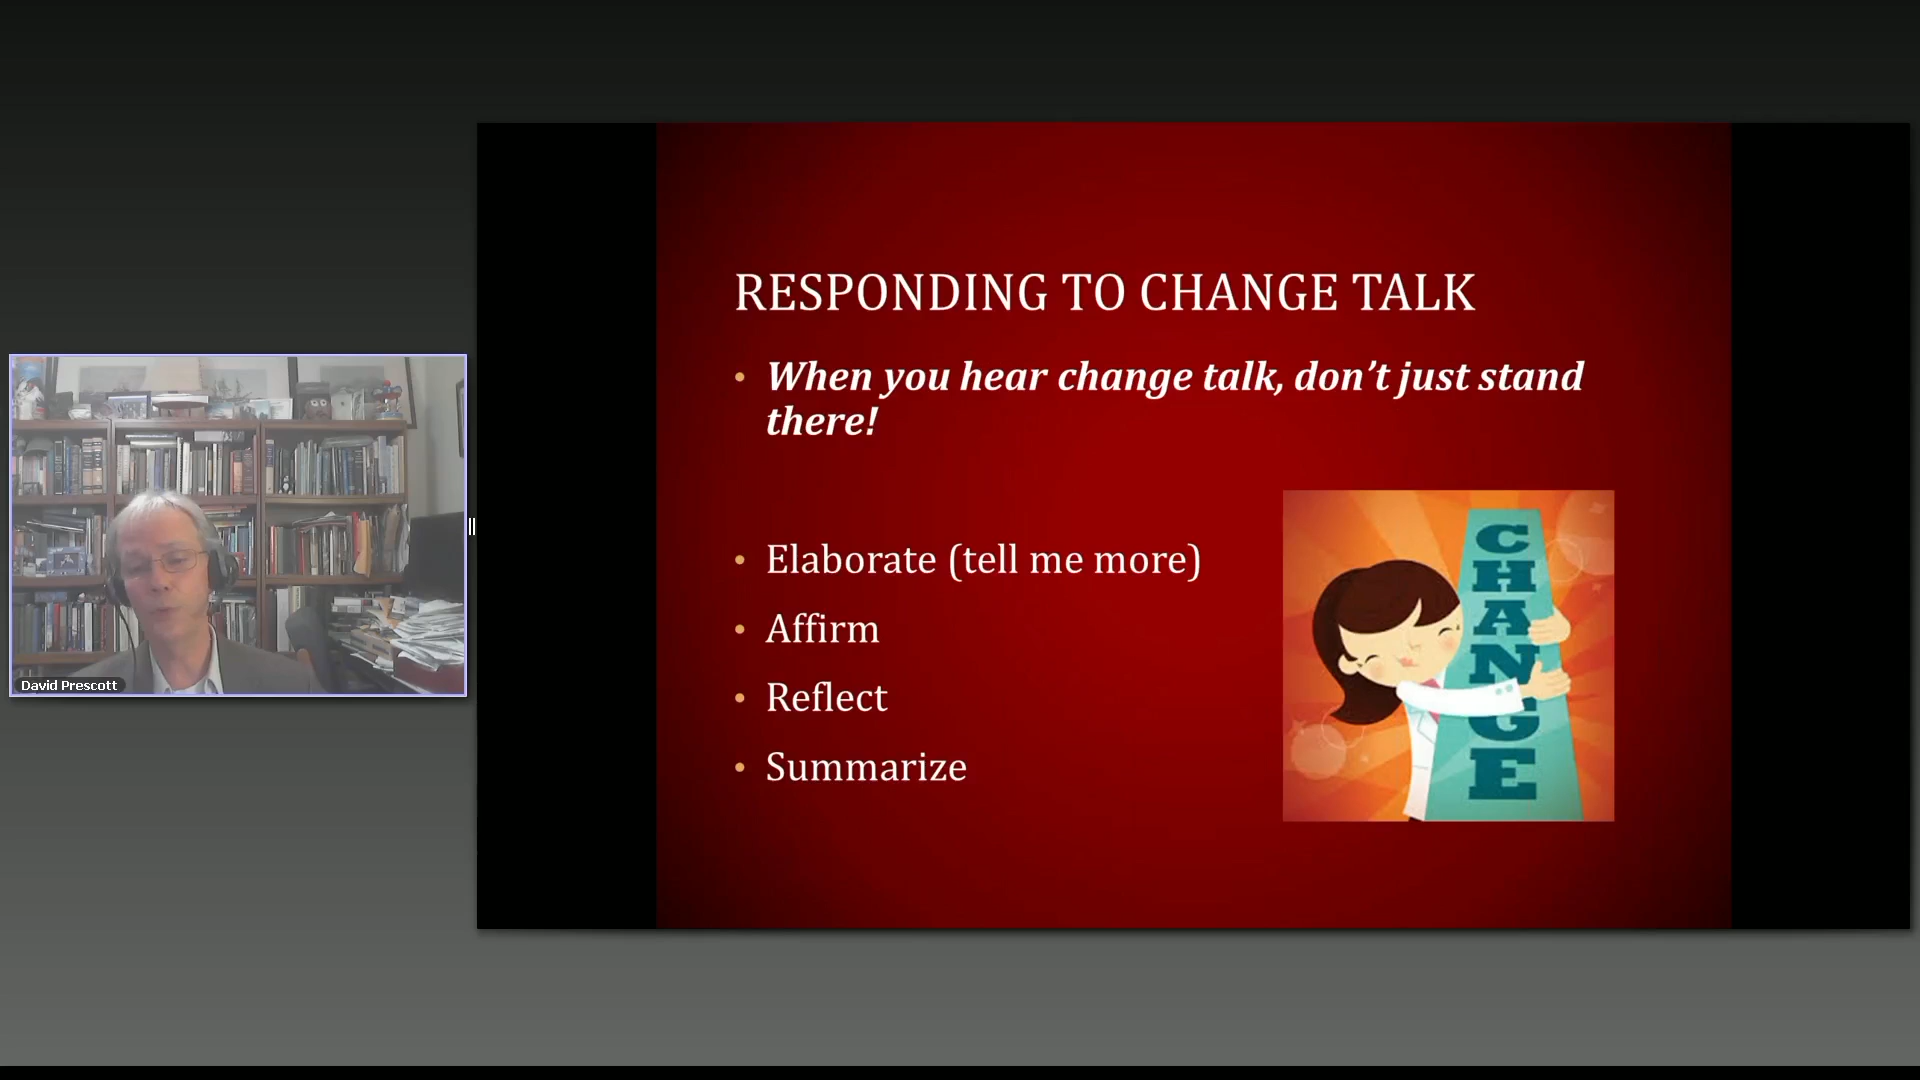 RESPONDING TO CHANGE TALK
• When you hear change talk, don’t just stand
there!
• Elaborate (tell me more)
• Affirm
• Reflect
• Summarize
CHANGE
David Prescott